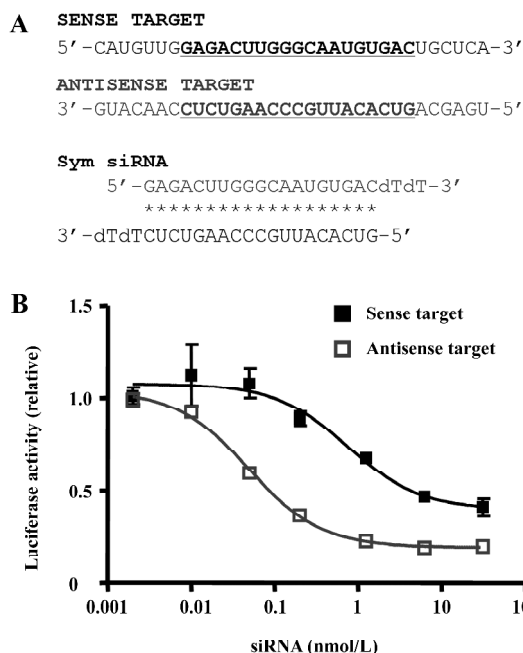 A
SENSE TARGET
5’-CAUGUUGGAGACUUGGGCAAUGUGACUGCUCA-3’
ANTISENSE TARGET
3’-GUACAACCUCUGAACCCGUUACACUGACGAGU-5’
Sym siRNA
5’-GAGACUUGGGCAAUGUGACdTdT-3’
*******************
3’-dTdTCUCUGAACCCGUUACACUG-5’
B
Sense target
Antisense target
Luciferase activity (relative)
1.5
1.0
0.5
0
0.001 0.01 0.1 1 10
siRNA (nmol/L)